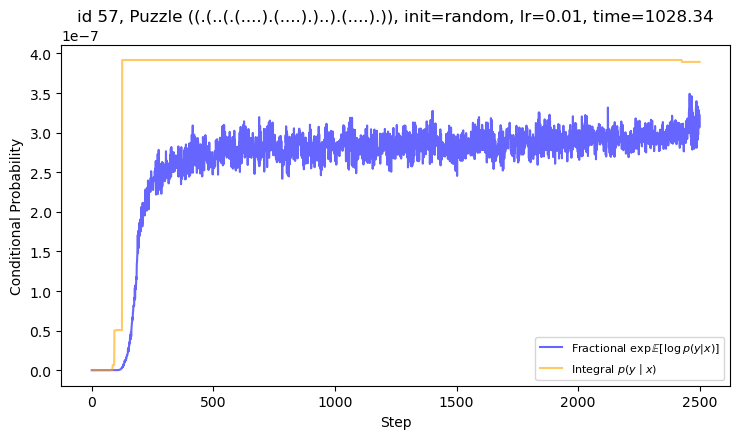 id 57, Puzzle ((.(..(.(....).(....).)..).(....).)), init=random, lr=0.01, time=1028.34
1e−7
4.0
3.5
3.0
2.5
2.0
1.5
1.0
0.5
0.0
Conditional Probability
0
500
1000
1500
2000
2500
Step
Fractional exp𝔼[log p(y|x)]
Integral p(y | x)